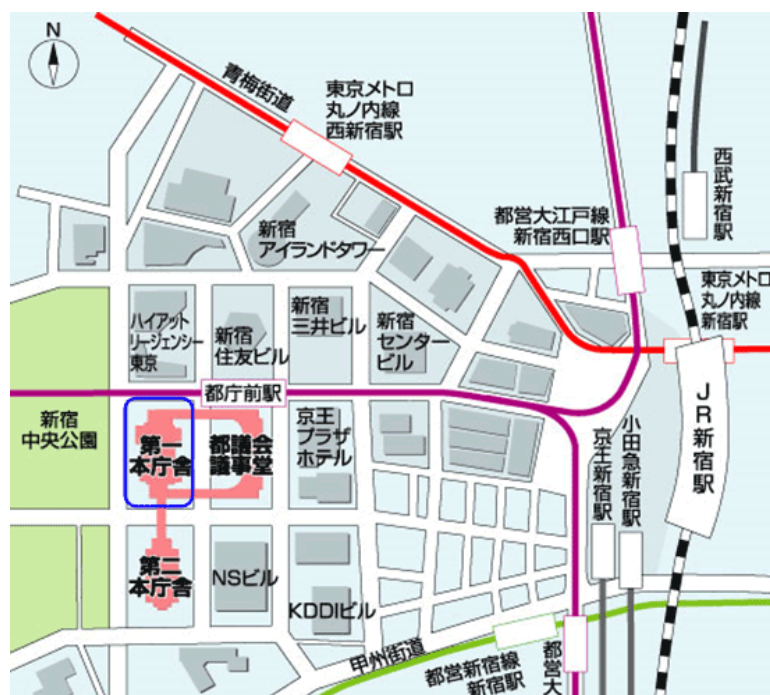 N
青梅街道
東京メトロ
丸ノ内線
西新宿駅
西武新宿駅
都営大江戸線
新宿西口駅
新宿
アイランドタワー
東京メトロ
丸ノ内線
新宿駅
ハイアット
リージェンシー
東京
新宿
住友ビル
新宿
三井ビル
新宿
センター
ビル
都庁前駅
JR新宿駅
新宿
中央公園
第一
本庁舎
都議会
議事堂
京王
プラザ
ホテル
小田急新宿駅
京王新宿駅
第二
本庁舎
NSビル
KDDIビル
甲州街道
都営新宿線
新宿駅
都営大